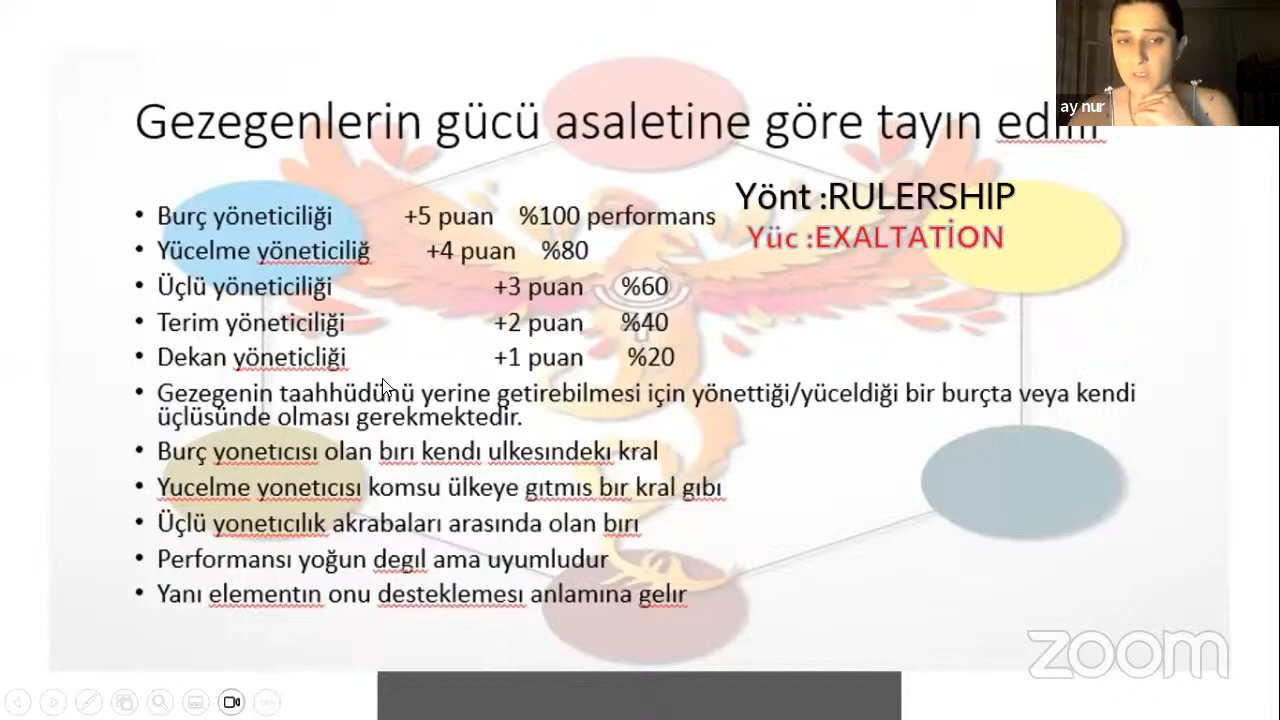 ay nur
Gezegenlerin gücü asaletine göre tayın edilir
Yönt :RULERSHIP
Yüc :EXALTATİON
• Burç yöneticiliği +5 puan %100 performans
• Yücelme yöneticiliğ +4 puan %80
• Üçlü yöneticiliği +3 puan %60
• Terim yöneticiliği +2 puan %40
• Dekan yöneticliği +1 puan %20
• Gezegenin taahhüdünü yerine getirebilmesi için yönettiği/yüceldiği bir burçta veya kendi
üçlüsünde olması gerekmektedir.
• Burç yonetıcısı olan bırı kendı ulkesındekı kral
• Yucelme yonetıcısı komsu ülkeye gıtmıs bır kral gıbı
• Üçlü yonetıcılık akrabaları arasında olan bırı
• Performansı yoğun degıl ama uyumludur
• Yanı elementın onu desteklemesı anlamına gelır
zoom